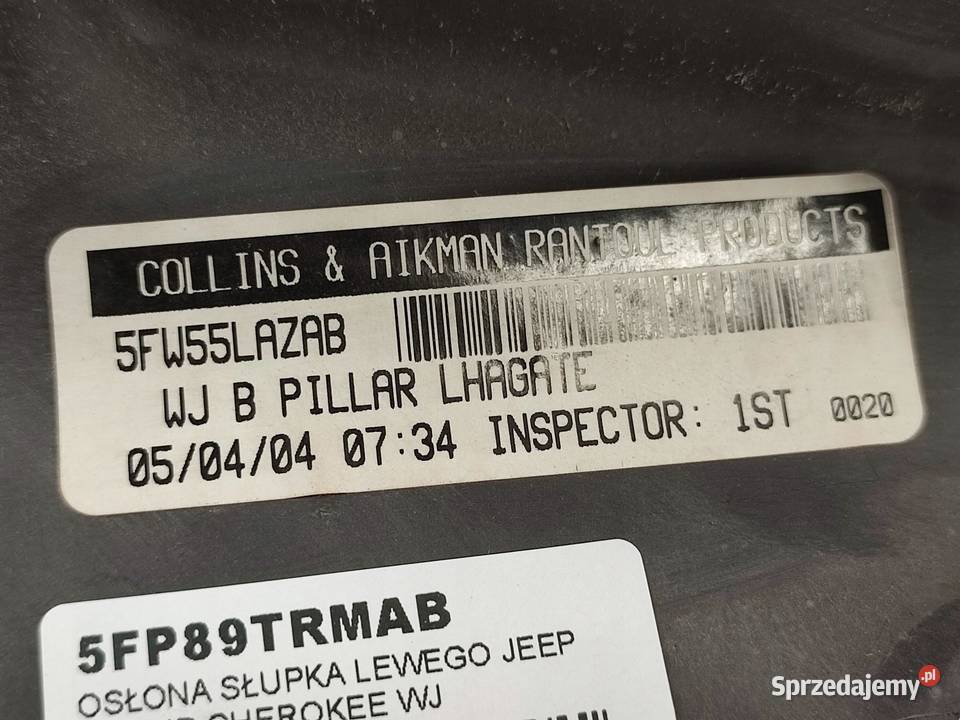 COLLINS & AIKMAN RANTOUL PRODUCTS
5FW55LAZAB
WJ B PILLAR LHAGATE
05/04/04 07:34 INSPECTOR: 1ST 0020
5FP89TRMAB
OSŁONA SŁUPKA LEWEGO JEEP
CHEROKEE WJ
Sprzedajemy.pl